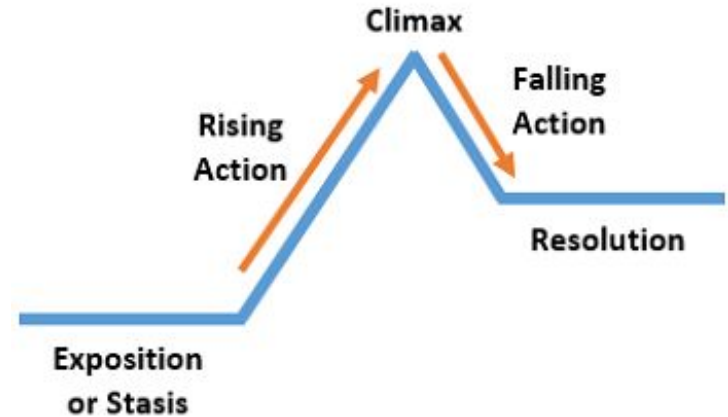 Climax
Rising
Action
Falling
Action
Resolution
Exposition
or Stasis